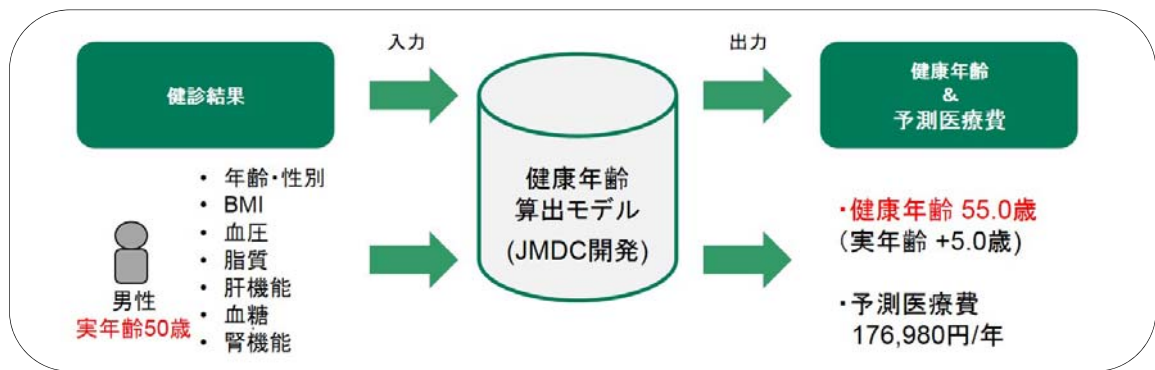 入力
出力
健診結果
健康年齢
&
予測医療費
・年齢・性別
・BMI
・血圧
・脂質
・肝機能
・血糖
・腎機能
男性
実年齢50歳
健康年齢
算出モデル
(JMDC開発)
・健康年齢 55.0歳
(実年齢 +5.0歳)
・予測医療費
176,980円/年